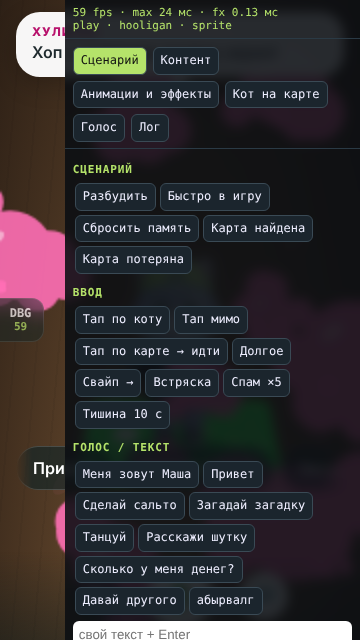 59 fps · max 24 мс · fx 0.13 мс
play · hooligan · sprite
ХУЛИ
Хоп
Сценарий Контент
Анимации и эффекты Кот на карте
Голос Лог
СЦЕНАРИЙ
Разбудить Быстро в игру
Сбросить память Карта найдена
Карта потеряна
ВВОД
DBG
59
Тап по коту Тап мимо
Тап по карте → идти Долгое
Свайп → Встряска Спам ×5
Тишина 10 с
ГОЛОС / ТЕКСТ
При
Меня зовут Маша Привет
Сделай сальто Загадай загадку
Танцуй Расскажи шутку
Сколько у меня денег?
Давай другого абырвалг
свой текст + Enter